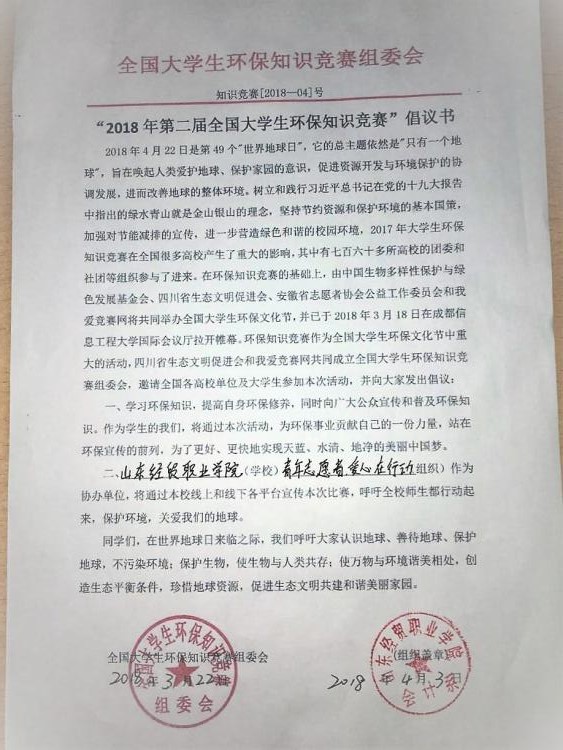 全国大学生环保知识竞赛组委会
知识竞赛[2018—04]号
“2018 年第二届全国大学生环保知识竞赛”倡议书
2018 年 4 月 22 日是第 49 个"世界地球日"，它的总主题依然是"只有一个地
球"，旨在唤起人类爱护地球、保护家园的意识，促进资源开发与环境保护的协
调发展，进而改善地球的整体环境。树立和践行习近平总书记在党的十九大报告
中指出的绿水青山就是金山银山的理念，坚持节约资源和保护环境的基本国策，
加强对节能减排的宣传，进一步营造绿色和谐的校园环境，2017 年大学生环保
知识竞赛在全国很多高校产生了重大的影响，其中有七百六十多所高校的团委和
社团等组织参与了进来。在环保知识竞赛的基础上，由中国生物多样性保护与绿
色发展基金会、四川省生态文明促进会、安徽省志愿者协会公益工作委员会和我
爱竞赛网将共同举办全国大学生环保文化节，并已于 2018 年 3 月 18 日在成都信
息工程大学国际会议厅拉开帷幕。环保知识竞赛作为全国大学生环保文化节中重
大的活动，四川省生态文明促进会和我爱竞赛网共同成立全国大学生环保知识竞
赛组委会，邀请全国各高校单位及大学生参加本次活动，并向大家发出倡议：
一、学习环保知识，提高自身环保修养，同时向广大公众宣传和普及环保知
识。作为学生的我们，将通过本次活动，为环保事业贡献自己的一份力量，站在
环保宣传的前列，为了更好、更快地实现天蓝、水清、地净的美丽中国梦。
二、山东经贸职业学院（学校）青年志愿者爱心在行动组织）作为
协办单位，将通过本校线上和线下各平台宣传本次比赛，呼吁全校师生都行动起
来，保护环境，关爱我们的地球。
同学们，在世界地球日来临之际，我们呼吁大家认识地球、善待地球、保护
地球，不污染环境；保护生物，使生物与人类共存；使万物与环境谐美相处，创
造生态平衡条件，珍惜地球资源，促进生态文明共建和谐美丽家园。
全国大学生环保知识竞赛组委会
（组织盖章）
2018 年 3 月 22 日
2018 年 4 月 3 日
全国大学生环保知识竞赛
组委会
山东经贸职业学院
会计系